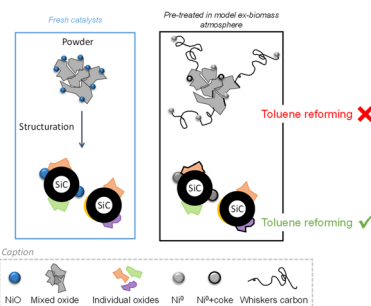 Fresh catalysts
Pre-treated in model ex-biomass
atmosphere
Powder
Toluene reforming
Structuration
SiC
SiC
SiC
SiC
Toluene reforming
Caption
NiO
Mixed oxide
Individual oxides
Ni⁰
Ni⁰+coke
Whiskers carbon